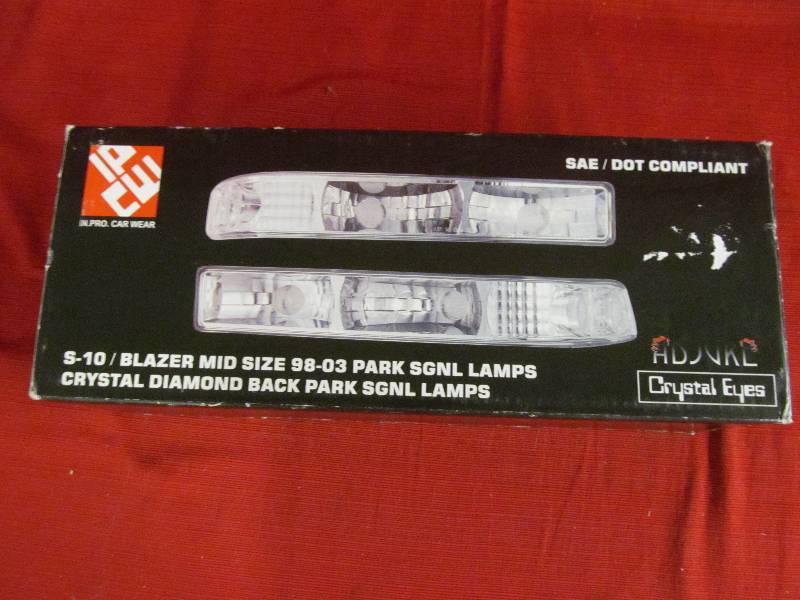 IPCW
IN.PRO. CAR WEAR
SAE / DOT COMPLIANT
S-10 / BLAZER MID SIZE 98-03 PARK SGNL LAMPS
CRYSTAL DIAMOND BACK PARK SGNL LAMPS
ADJURE
Crystal Eyes